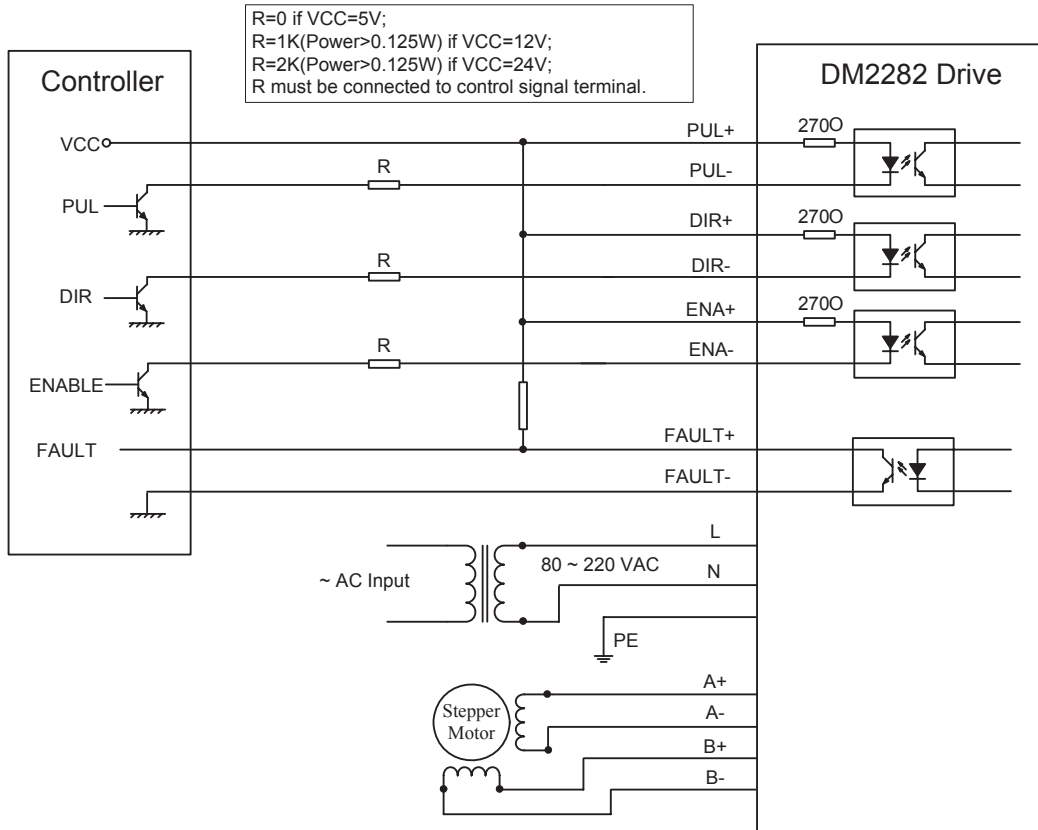 R=0 if VCC=5V;
R=1K(Power>0.125W) if VCC=12V;
R=2K(Power>0.125W) if VCC=24V;
R must be connected to control signal terminal.
Controller
DM2282 Drive
VCC
PUL+
270O
R
PUL-
PUL
DIR+
270O
R
DIR-
DIR
ENA+
270O
R
ENA-
ENABLE
FAULT
FAULT+
FAULT-
L
80 ~ 220 VAC
N
~ AC Input
PE
A+
Stepper
Motor
A-
B+
B-